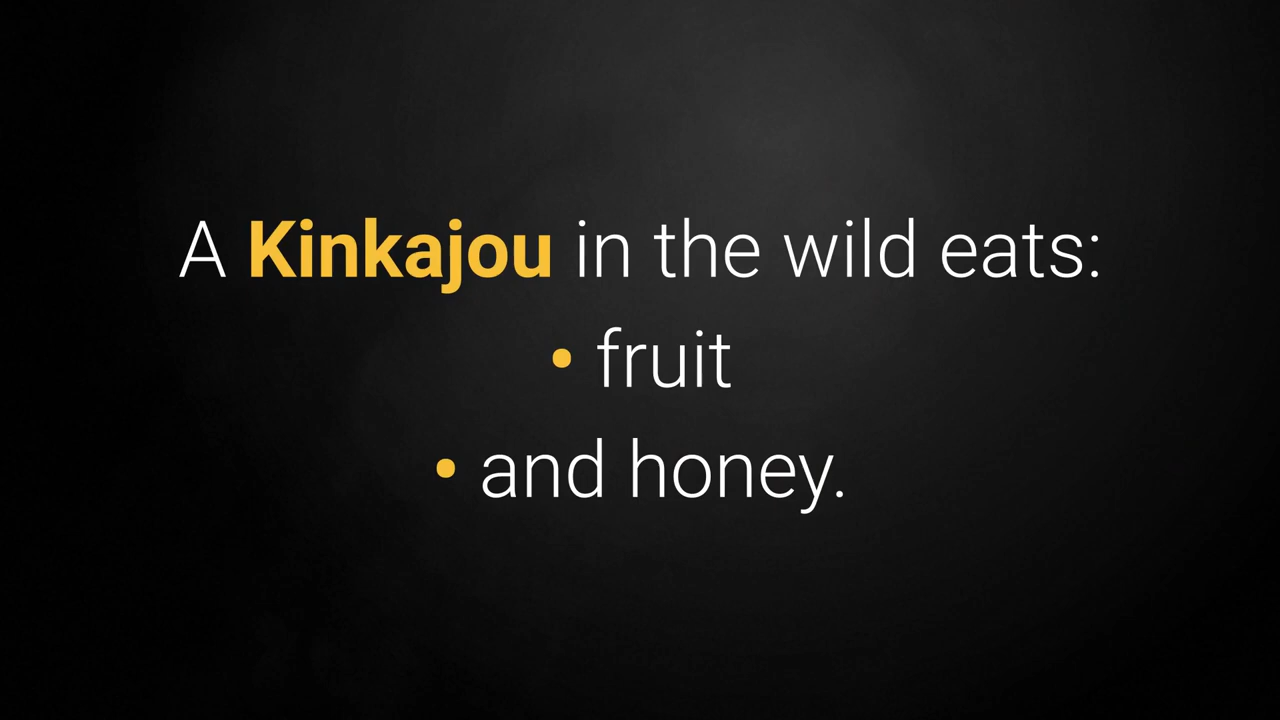 A Kinkajou in the wild eats:
• fruit
• and honey.